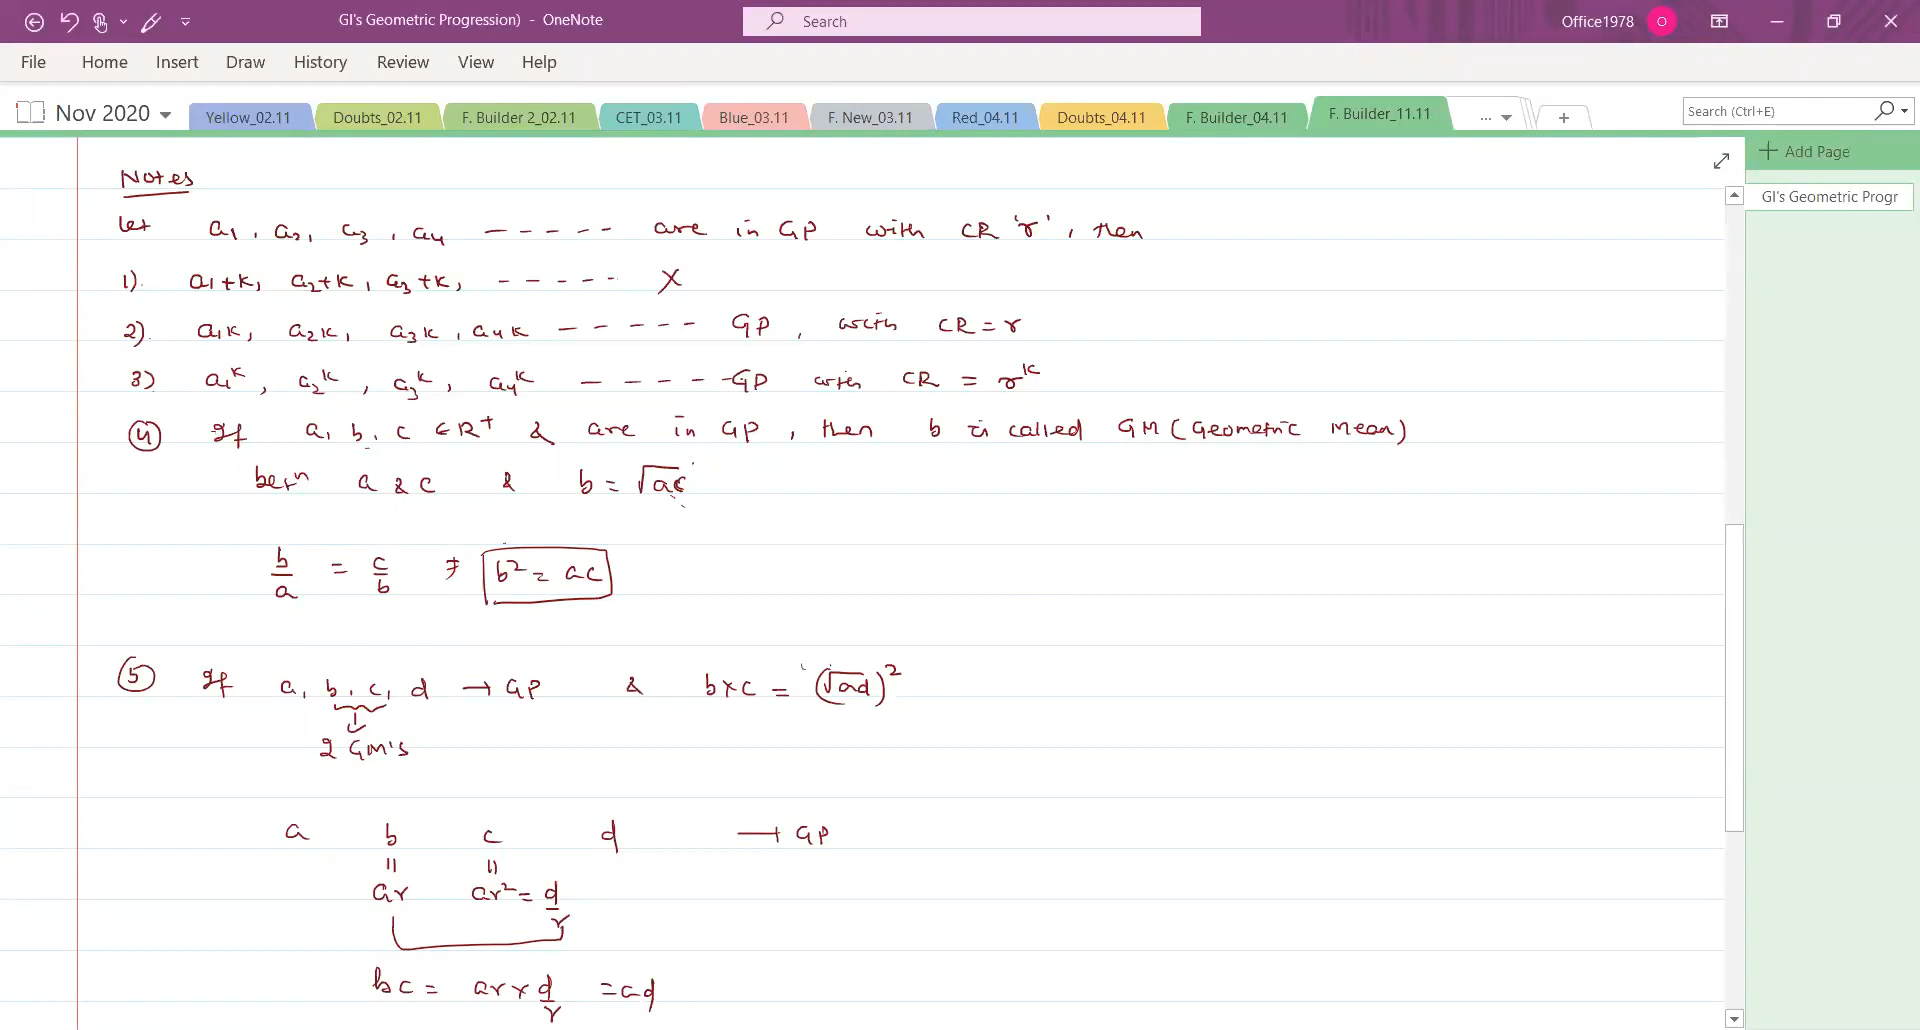 GI's Geometric Progression) - OneNote
Search
Office1978
O
File Home Insert Draw History Review View Help
Nov 2020
Yellow_02.11 Doubts_02.11 F. Builder 2_02.11 CET_03.11 Blue_03.11 F. New_03.11 Red_04.11 Doubts_04.11 F. Builder_04.11 F. Builder_11.11 ... +
Search (Ctrl+E)
+ Add Page
GI's Geometric Progr
Notes
let a₁, a₂, a₃, a₄ ----- are in GP with CR 'r', then
1). a₁+k, a₂+k, a₃+k, ----- X
2). a₁k, a₂k, a₃k, a₄k ----- GP, with CR = r
3) a₁ᵏ, a₂ᵏ, a₃ᵏ, a₄ᵏ ----- GP with CR = rᵏ
④ If a, b, c ∈ R⁺ & are in GP, then b is called GM (Geometric Mean)
betⁿ a & c & b = √ac
b/a = c/b ⇒ b² = ac
⑤ If a, b, c, d → GP & b×c = (√ad)²
2 GM's
a b c d → GP
= =
ar ar² = d/r
bc = ar × d/r = ad